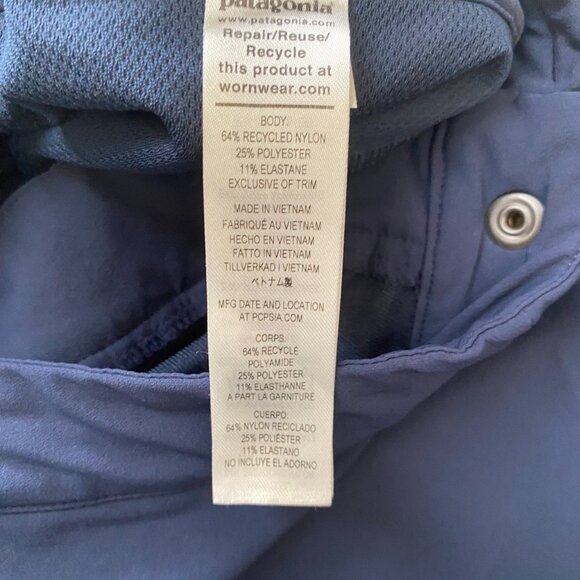 patagonia
www.patagonia.com
Repair/Reuse/
Recycle
this product at
wornwear.com
BODY:
64% RECYCLED NYLON
25% POLYESTER
11% ELASTANE
EXCLUSIVE OF TRIM
MADE IN VIETNAM
FABRIQUÉ AU VIETNAM
HECHO EN VIETNAM
FATTO IN VIETNAM
TILLVERKAD I VIETNAM
ベトナム製
MFG DATE AND LOCATION
AT PCPSIA.COM
CORPS:
64% RECYCLÉ
POLYAMIDE
25% POLYESTER
11% ELASTHANNE
A PART LA GARNITURE
CUERPO:
64% NYLON RECICLADO
25% POLIÉSTER
11% ELASTANO
NO INCLUYE EL ADORNO